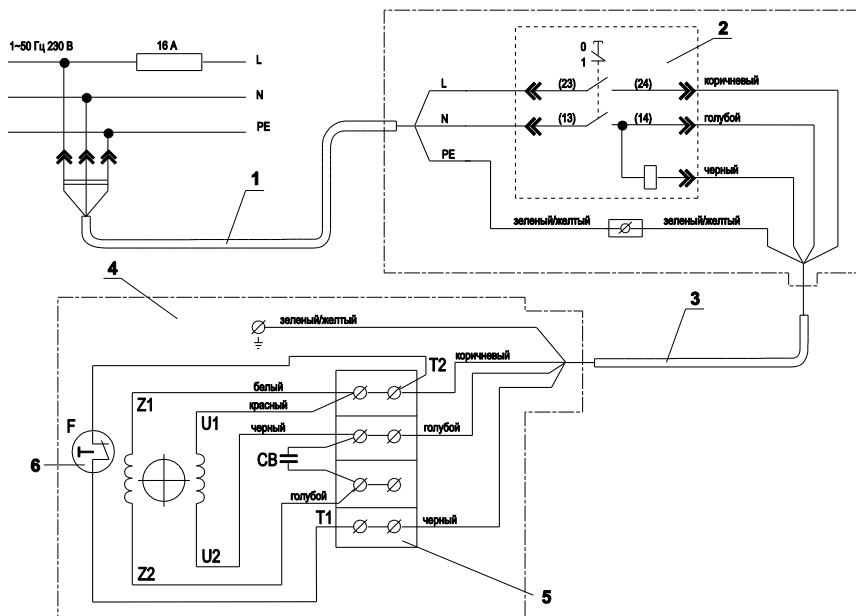 1~50 Гц 230 В
16 А
L
N
PE
1
2
0
1
L
(23)
(24)
коричневый
N
(13)
(14)
голубой
PE
черный
зеленый/желтый
зеленый/желтый
3
4
зеленый/желтый
T2
коричневый
белый
Z1
красный
U1
F
черный
голубой
6
CB
голубой
T1
черный
U2
Z2
5